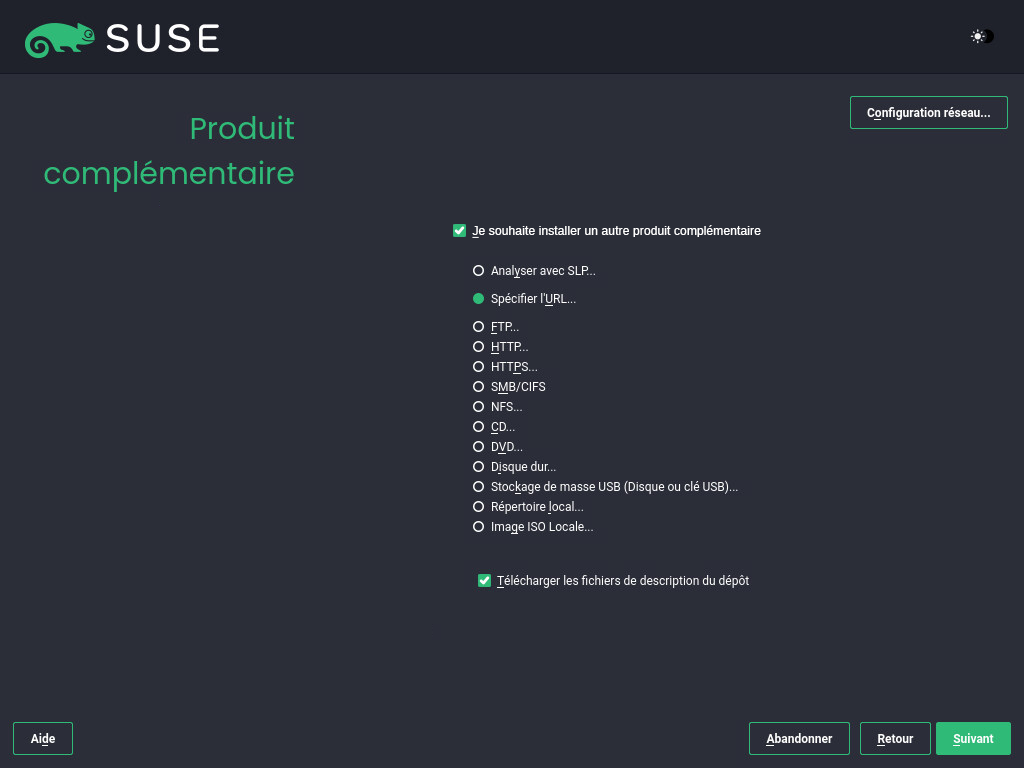 SUSE
Configuration réseau...
Produit
complémentaire
Je souhaite installer un autre produit complémentaire
Analyser avec SLP...
Spécifier l'URL...
FTP...
HTTP...
HTTPS...
SMB/CIFS
NFS...
CD...
DVD...
Disque dur...
Stockage de masse USB (Disque ou clé USB)...
Répertoire local...
Image ISO Locale...
Télécharger les fichiers de description du dépôt
Aide
Abandonner
Retour
Suivant